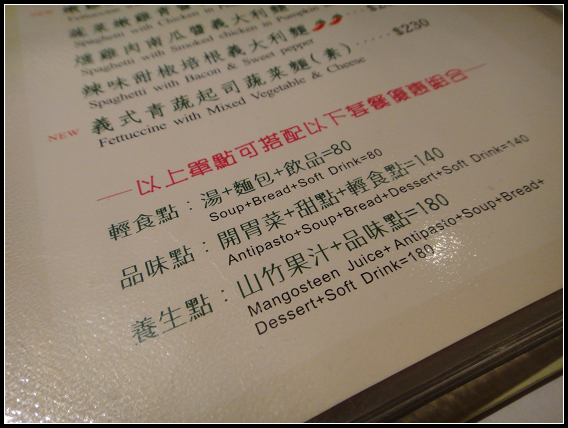 蔬菜嫩雞青醬
Spaghetti with Chicken in
燻雞肉南瓜醬義大利麵
Spaghetti with Smoked chicken in Pumpkin
辣味甜椒培根義大利麵
Spaghetti with Bacon & Sweet pepper
$230
NEW 義式青蔬起司蔬菜麵(素)
Fettuccine with Mixed Vegetable & Cheese
以上單點可搭配以下套餐優惠組合
輕食點：湯+麵包+飲品=80
Soup+Bread+Soft Drink=80
品味點：開胃菜+甜點+輕食點=140
Antipasto+Soup+Bread+Dessert+Soft Drink=140
養生點：山竹果汁+品味點=180
Mangosteen Juice+Antipasto+Soup+Bread+
Dessert+Soft Drink=180